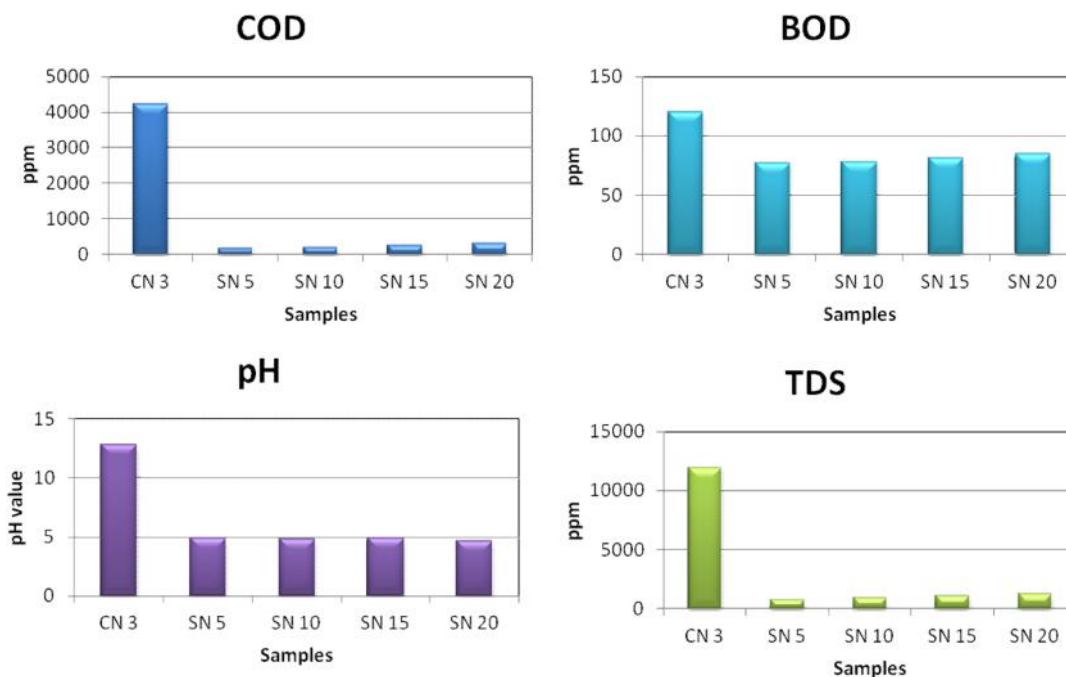 COD
5000
4000
3000
2000
1000
0
ppm
CN 3 SN 5 SN 10 SN 15 SN 20
Samples
BOD
150
100
50
0
ppm
CN 3 SN 5 SN 10 SN 15 SN 20
Samples
pH
15
10
5
0
pH value
CN 3 SN 5 SN 10 SN 15 SN 20
Samples
TDS
15000
10000
5000
0
ppm
CN 3 SN 5 SN 10 SN 15 SN 20
Samples